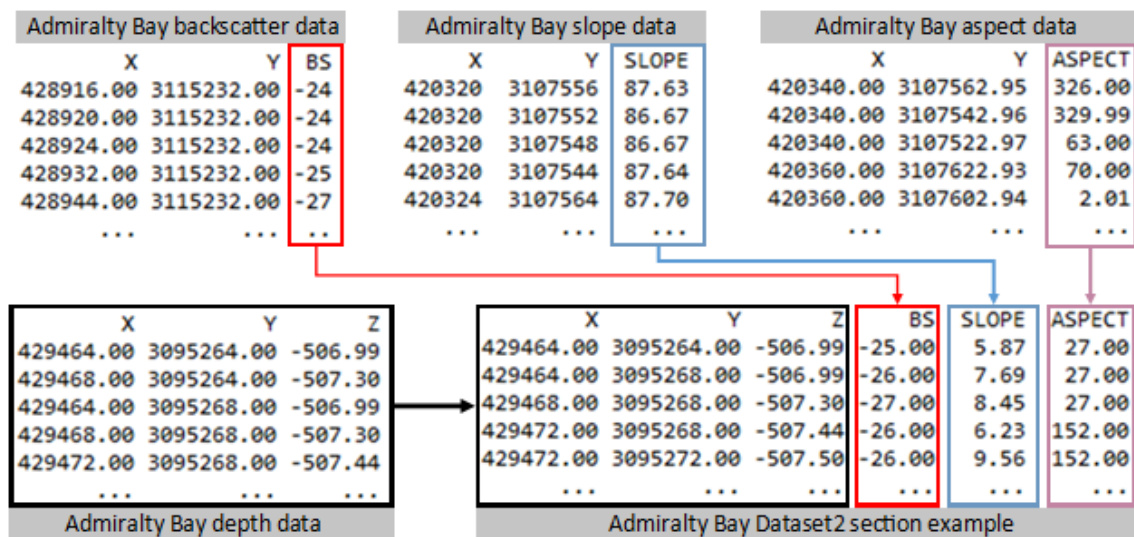 Admiralty Bay backscatter data
X Y BS
428916.00 3115232.00 -24
428920.00 3115232.00 -24
428924.00 3115232.00 -24
428932.00 3115232.00 -25
428944.00 3115232.00 -27
... ... ..
Admiralty Bay slope data
X Y SLOPE
420320 3107556 87.63
420320 3107552 86.67
420320 3107548 86.67
420320 3107544 87.64
420324 3107564 87.70
... ... ...
Admiralty Bay aspect data
X Y ASPECT
420340.00 3107562.95 326.00
420340.00 3107542.96 329.99
420340.00 3107522.97 63.00
420360.00 3107622.93 70.00
420360.00 3107602.94 2.01
... ... ...
X Y Z
429464.00 3095264.00 -506.99
429468.00 3095264.00 -507.30
429464.00 3095268.00 -506.99
429468.00 3095268.00 -507.30
429472.00 3095268.00 -507.44
... ... ...
Admiralty Bay depth data
X Y Z BS SLOPE ASPECT
429464.00 3095264.00 -506.99 -25.00 5.87 27.00
429464.00 3095268.00 -506.99 -26.00 7.69 27.00
429468.00 3095268.00 -507.30 -27.00 8.45 27.00
429472.00 3095268.00 -507.44 -26.00 6.23 152.00
429472.00 3095272.00 -507.50 -26.00 9.56 152.00
... ... ... ... ... ...
Admiralty Bay Dataset2 section example